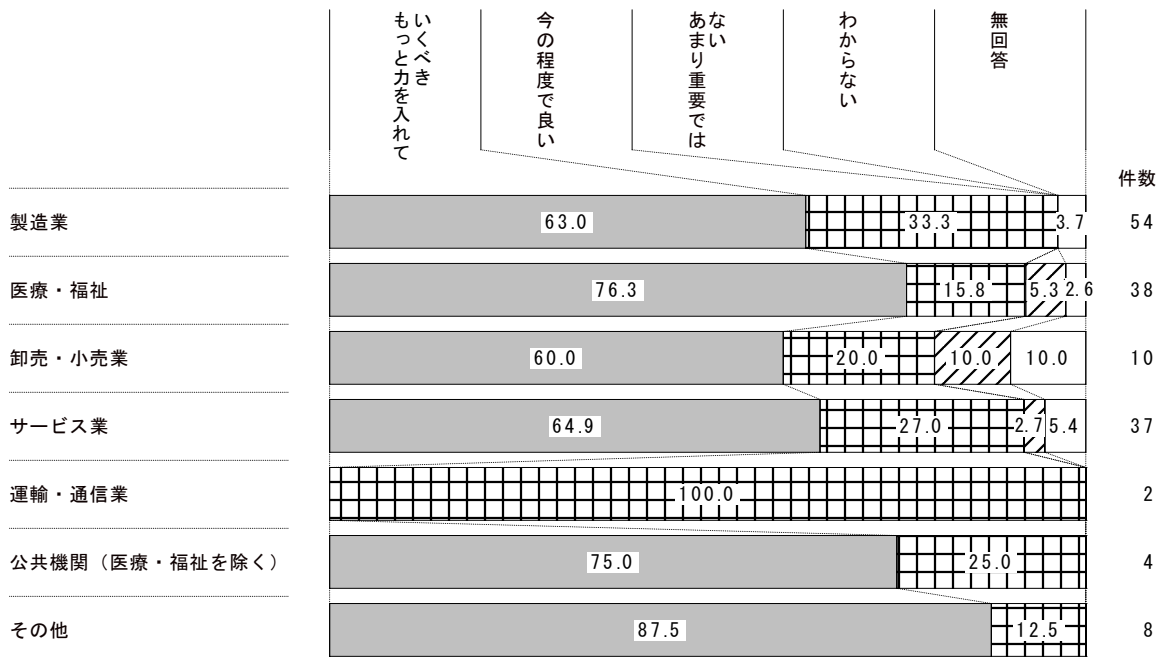 もっと力を入れて
いくべき
今の程度で良い
あまり重要では
ない
わからない
無回答
件数
製造業 63.0 33.3 3.7 54
医療・福祉 76.3 15.8 5.3 2.6 38
卸売・小売業 60.0 20.0 10.0 10.0 10
サービス業 64.9 27.0 2.7 5.4 37
運輸・通信業 100.0 2
公共機関（医療・福祉を除く） 75.0 25.0 4
その他 87.5 12.5 8